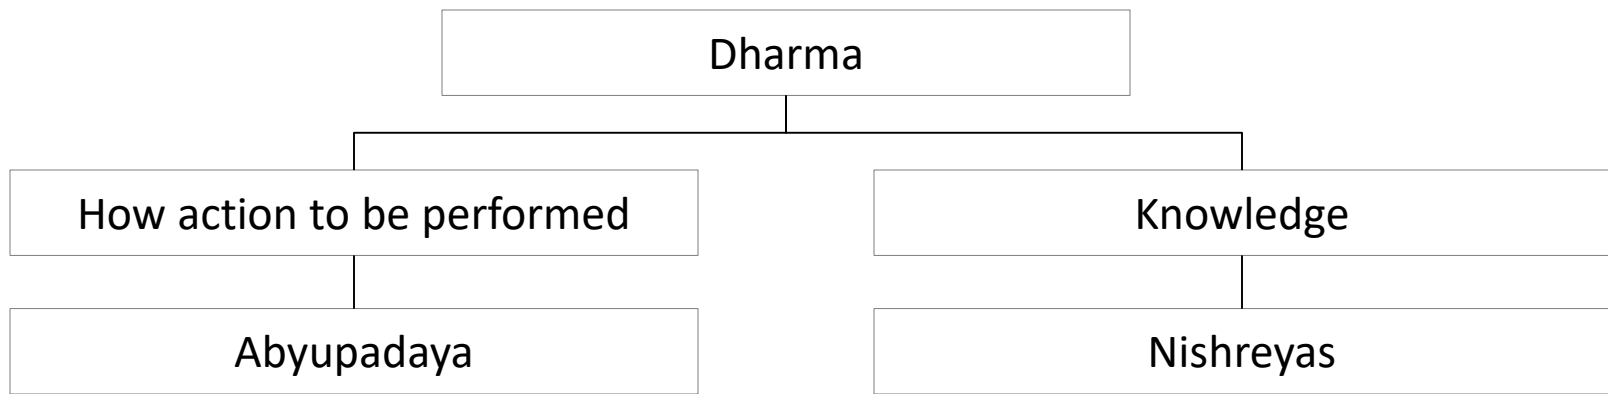 Dharma
How action to be performed
Knowledge
Abyupadaya
Nishreyas